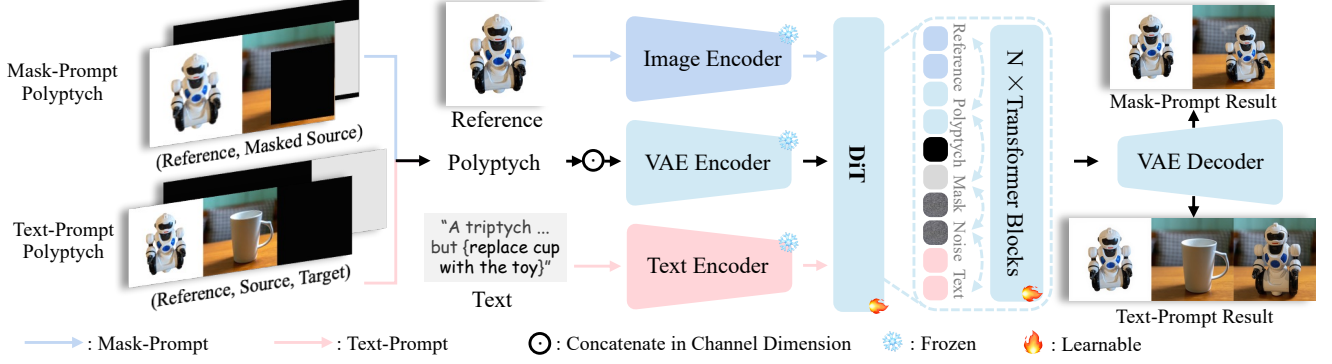 Mask-Prompt
Polyptych
(Reference, Masked Source)
Text-Prompt
Polyptych
(Reference, Source, Target)
Reference
Polyptych
"A triptych ...
but {replace cup
with the toy}"
Text
Image Encoder
VAE Encoder
Text Encoder
DiT
Reference
Polyptych
Mask
Noise
Text
N × Transformer Blocks
Mask-Prompt Result
VAE Decoder
Text-Prompt Result
: Mask-Prompt
: Text-Prompt
: Concatenate in Channel Dimension
: Frozen
: Learnable